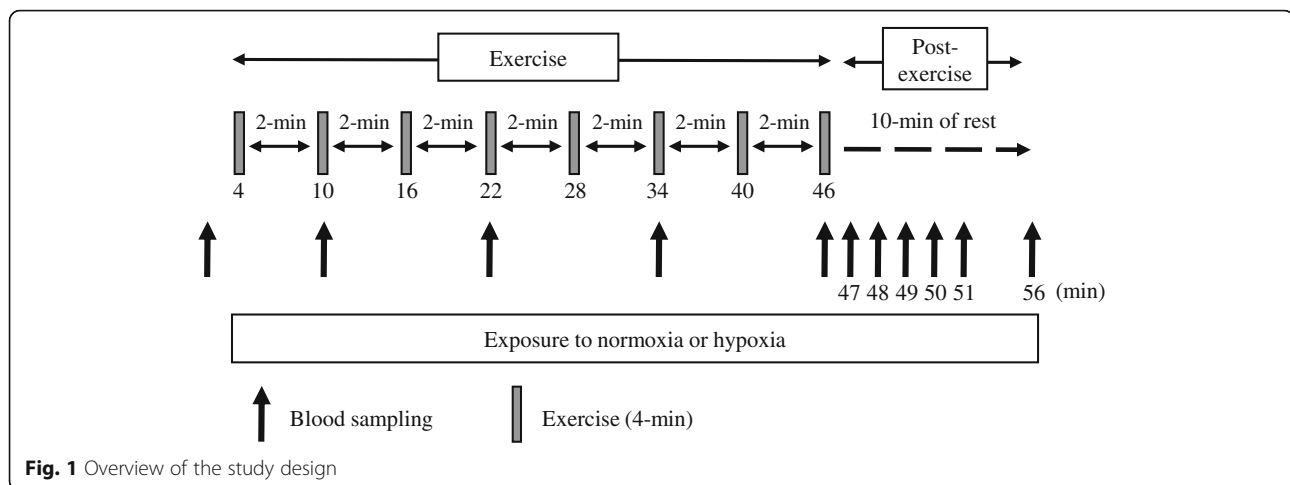 Exercise
Post-
exercise
2-min 2-min 2-min 2-min 2-min 2-min 2-min 10-min of rest
4 10 16 22 28 34 40 46
47 48 49 50 51 56 (min)
Exposure to normoxia or hypoxia
Blood sampling Exercise (4-min)
Fig. 1 Overview of the study design